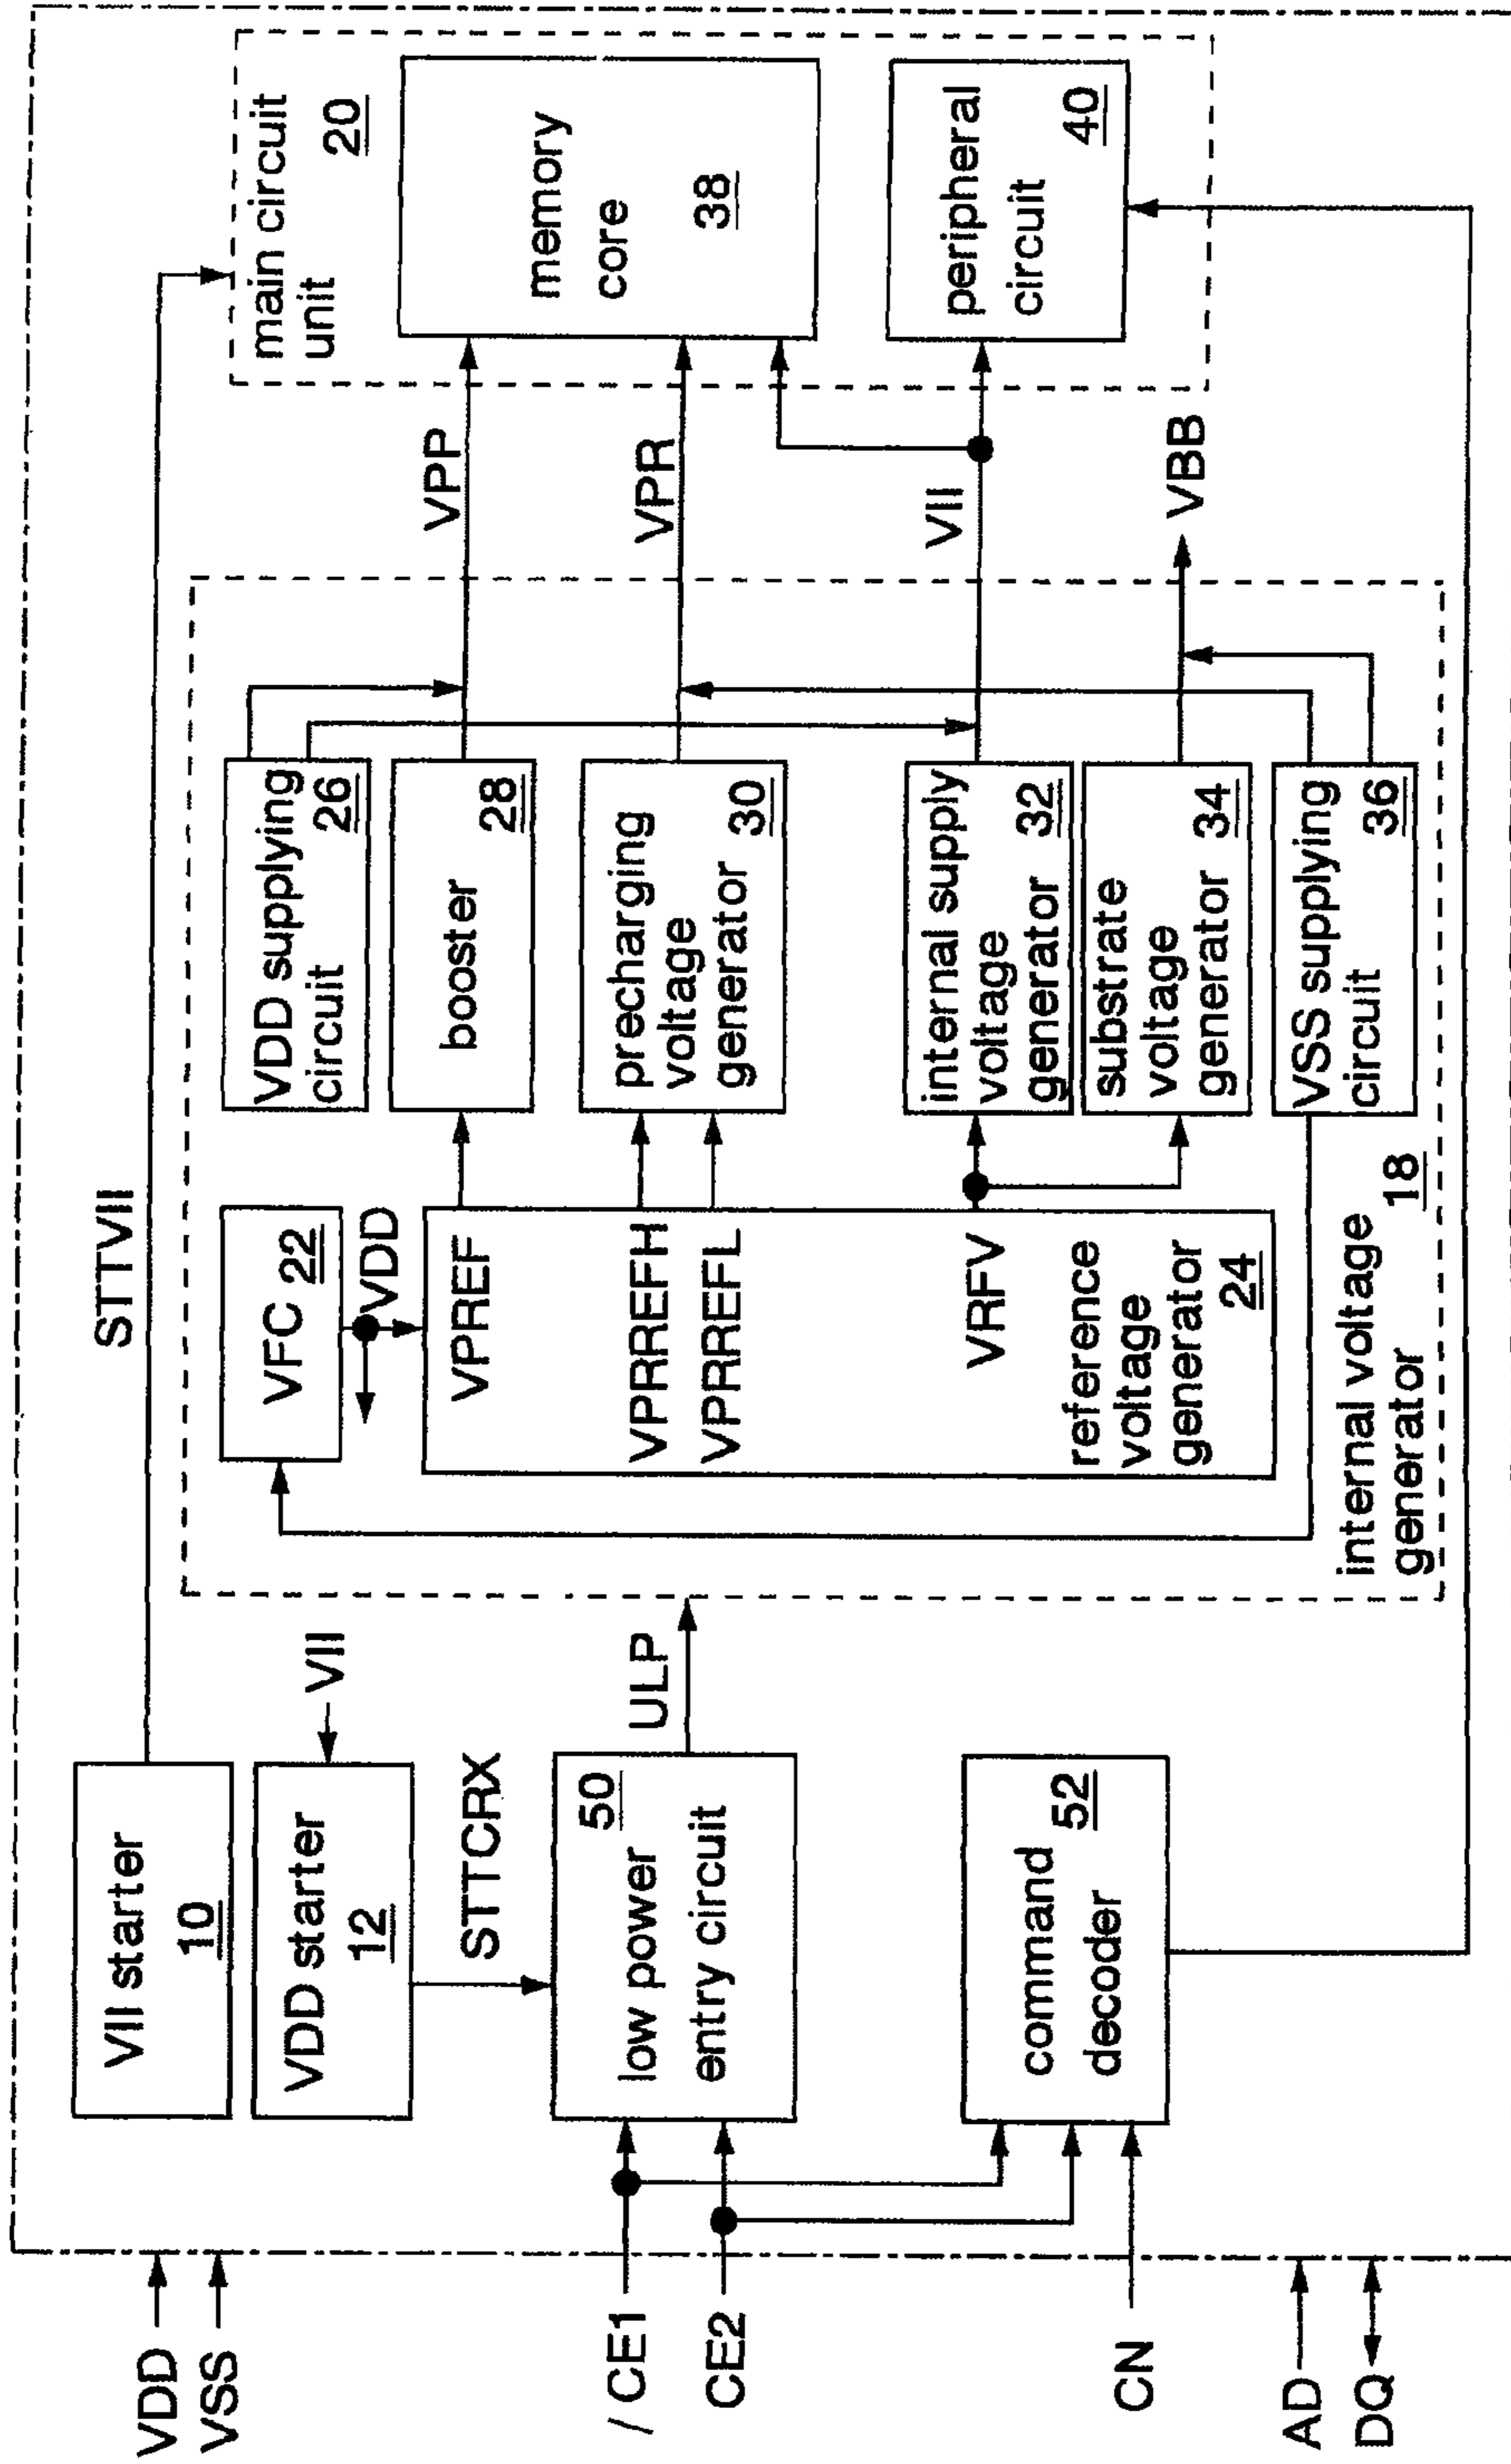 VDD
VSS
/ CE1
CE2
CN
AD
DQ
VII starter
10
VDD starter
12
VII
STTCRX
low power
entry circuit
50
ULP
command
decoder
52
STTVII
VFC 22
VDD
VPREF
VPRREFH
VPRREFL
VRFV
reference
voltage
generator
24
VDD supplying
circuit
26
booster
28
precharging
voltage
generator
30
internal supply
voltage
generator 32
substrate
voltage
generator 34
VSS supplying
circuit
36
internal voltage
generator
18
VPP
VPR
VII
VBB
main circuit
unit
20
memory
core
38
peripheral
circuit
40